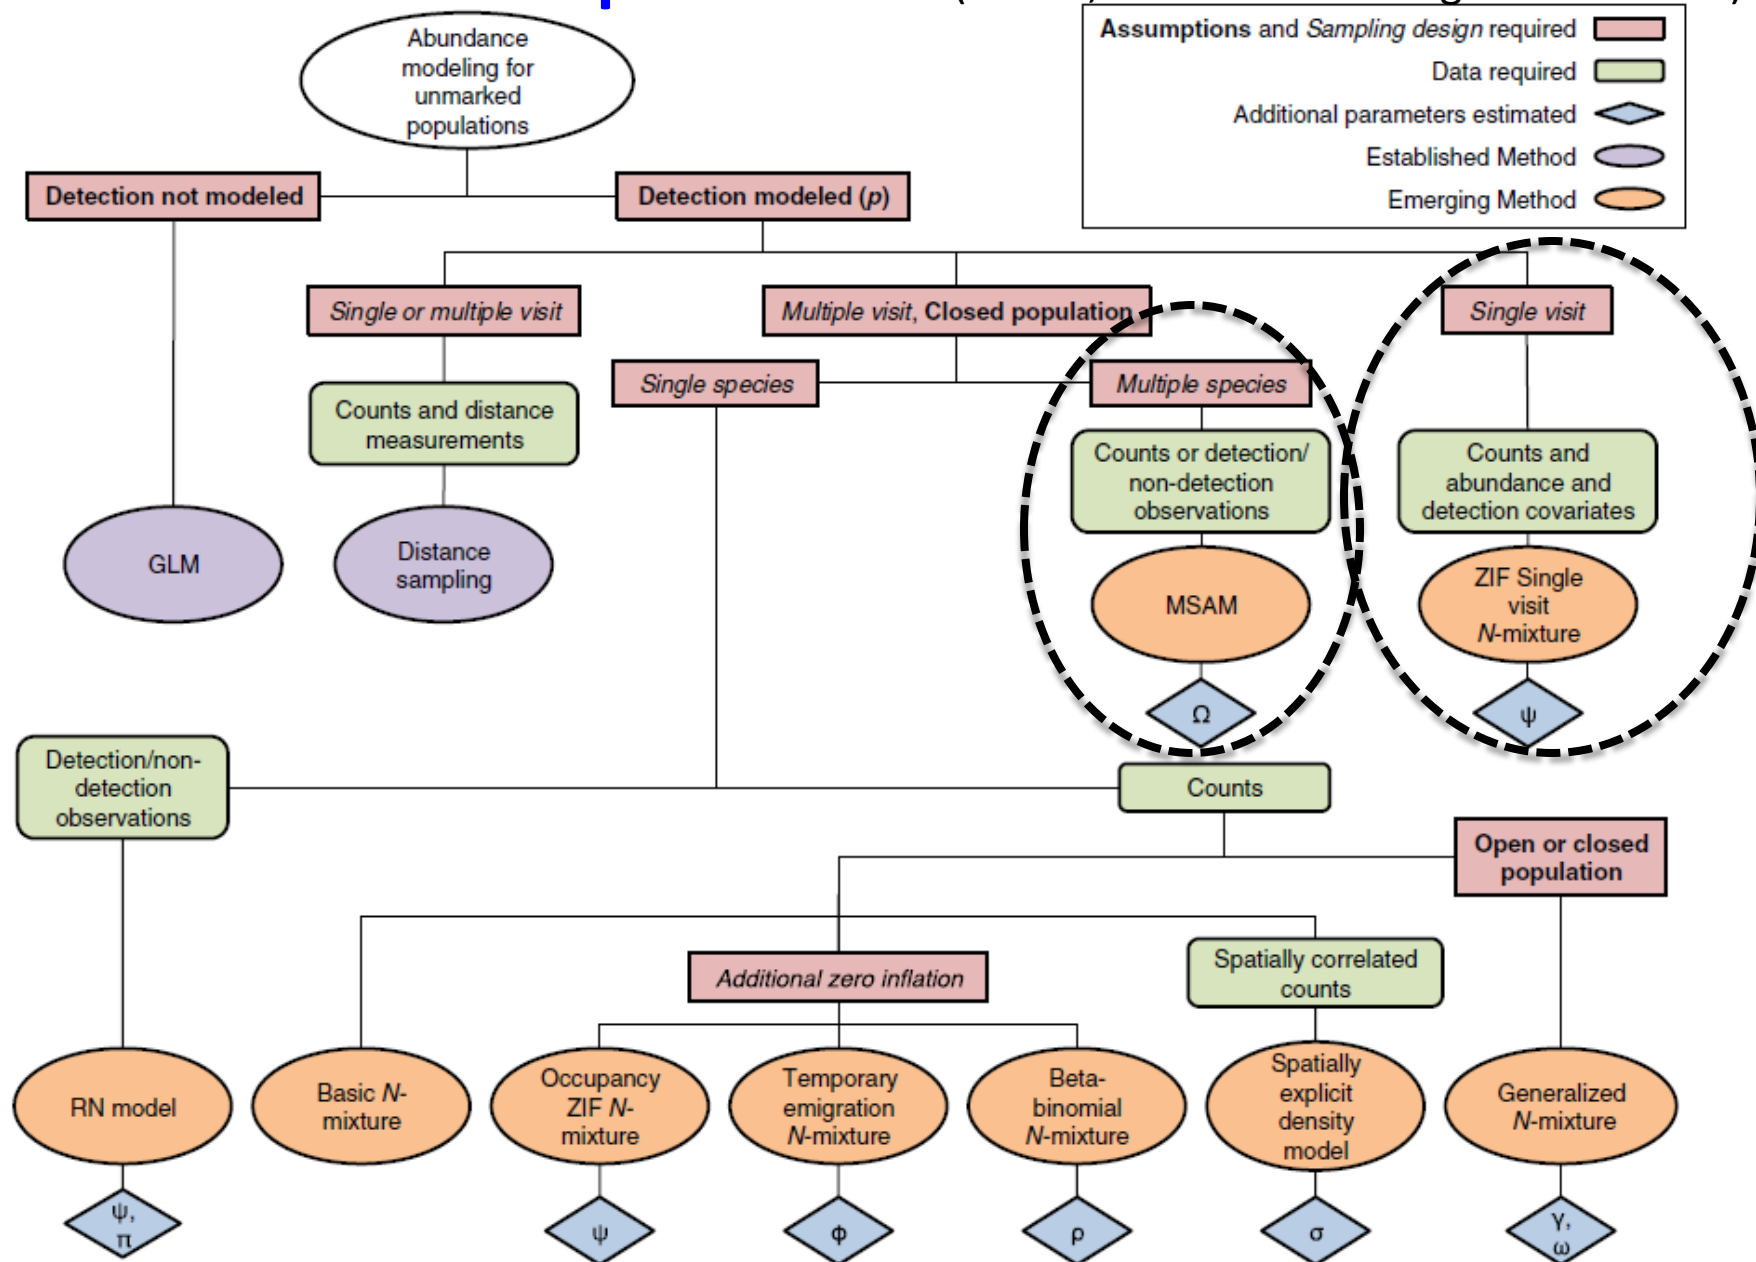 Abundance
modeling for
unmarked
populations
Assumptions and Sampling design required
Data required
Additional parameters estimated
Established Method
Emerging Method
Detection not modeled
Detection modeled (p)
Single or multiple visit
Multiple visit, Closed population
Single visit
Single species
Multiple species
Counts and distance
measurements
Counts or detection/
non-detection
observations
Counts and
abundance and
detection covariates
GLM
Distance
sampling
MSAM
ZIF Single
visit
N-mixture
Ω
ψ
Detection/non-
detection
observations
Counts
Open or closed
population
Additional zero inflation
Spatially correlated
counts
RN model
Basic N-
mixture
Occupancy
ZIF N-
mixture
Temporary
emigration
N-mixture
Beta-
binomial
N-mixture
Spatially
explicit
density
model
Generalized
N-mixture
ψ,
π
ψ
ϕ
ρ
σ
γ,
ω